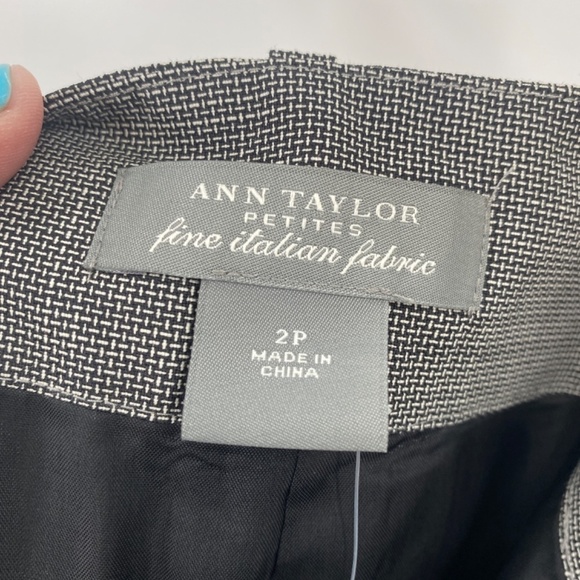 ANN TAYLOR
PETITES
fine italian fabric
2P
MADE IN
CHINA